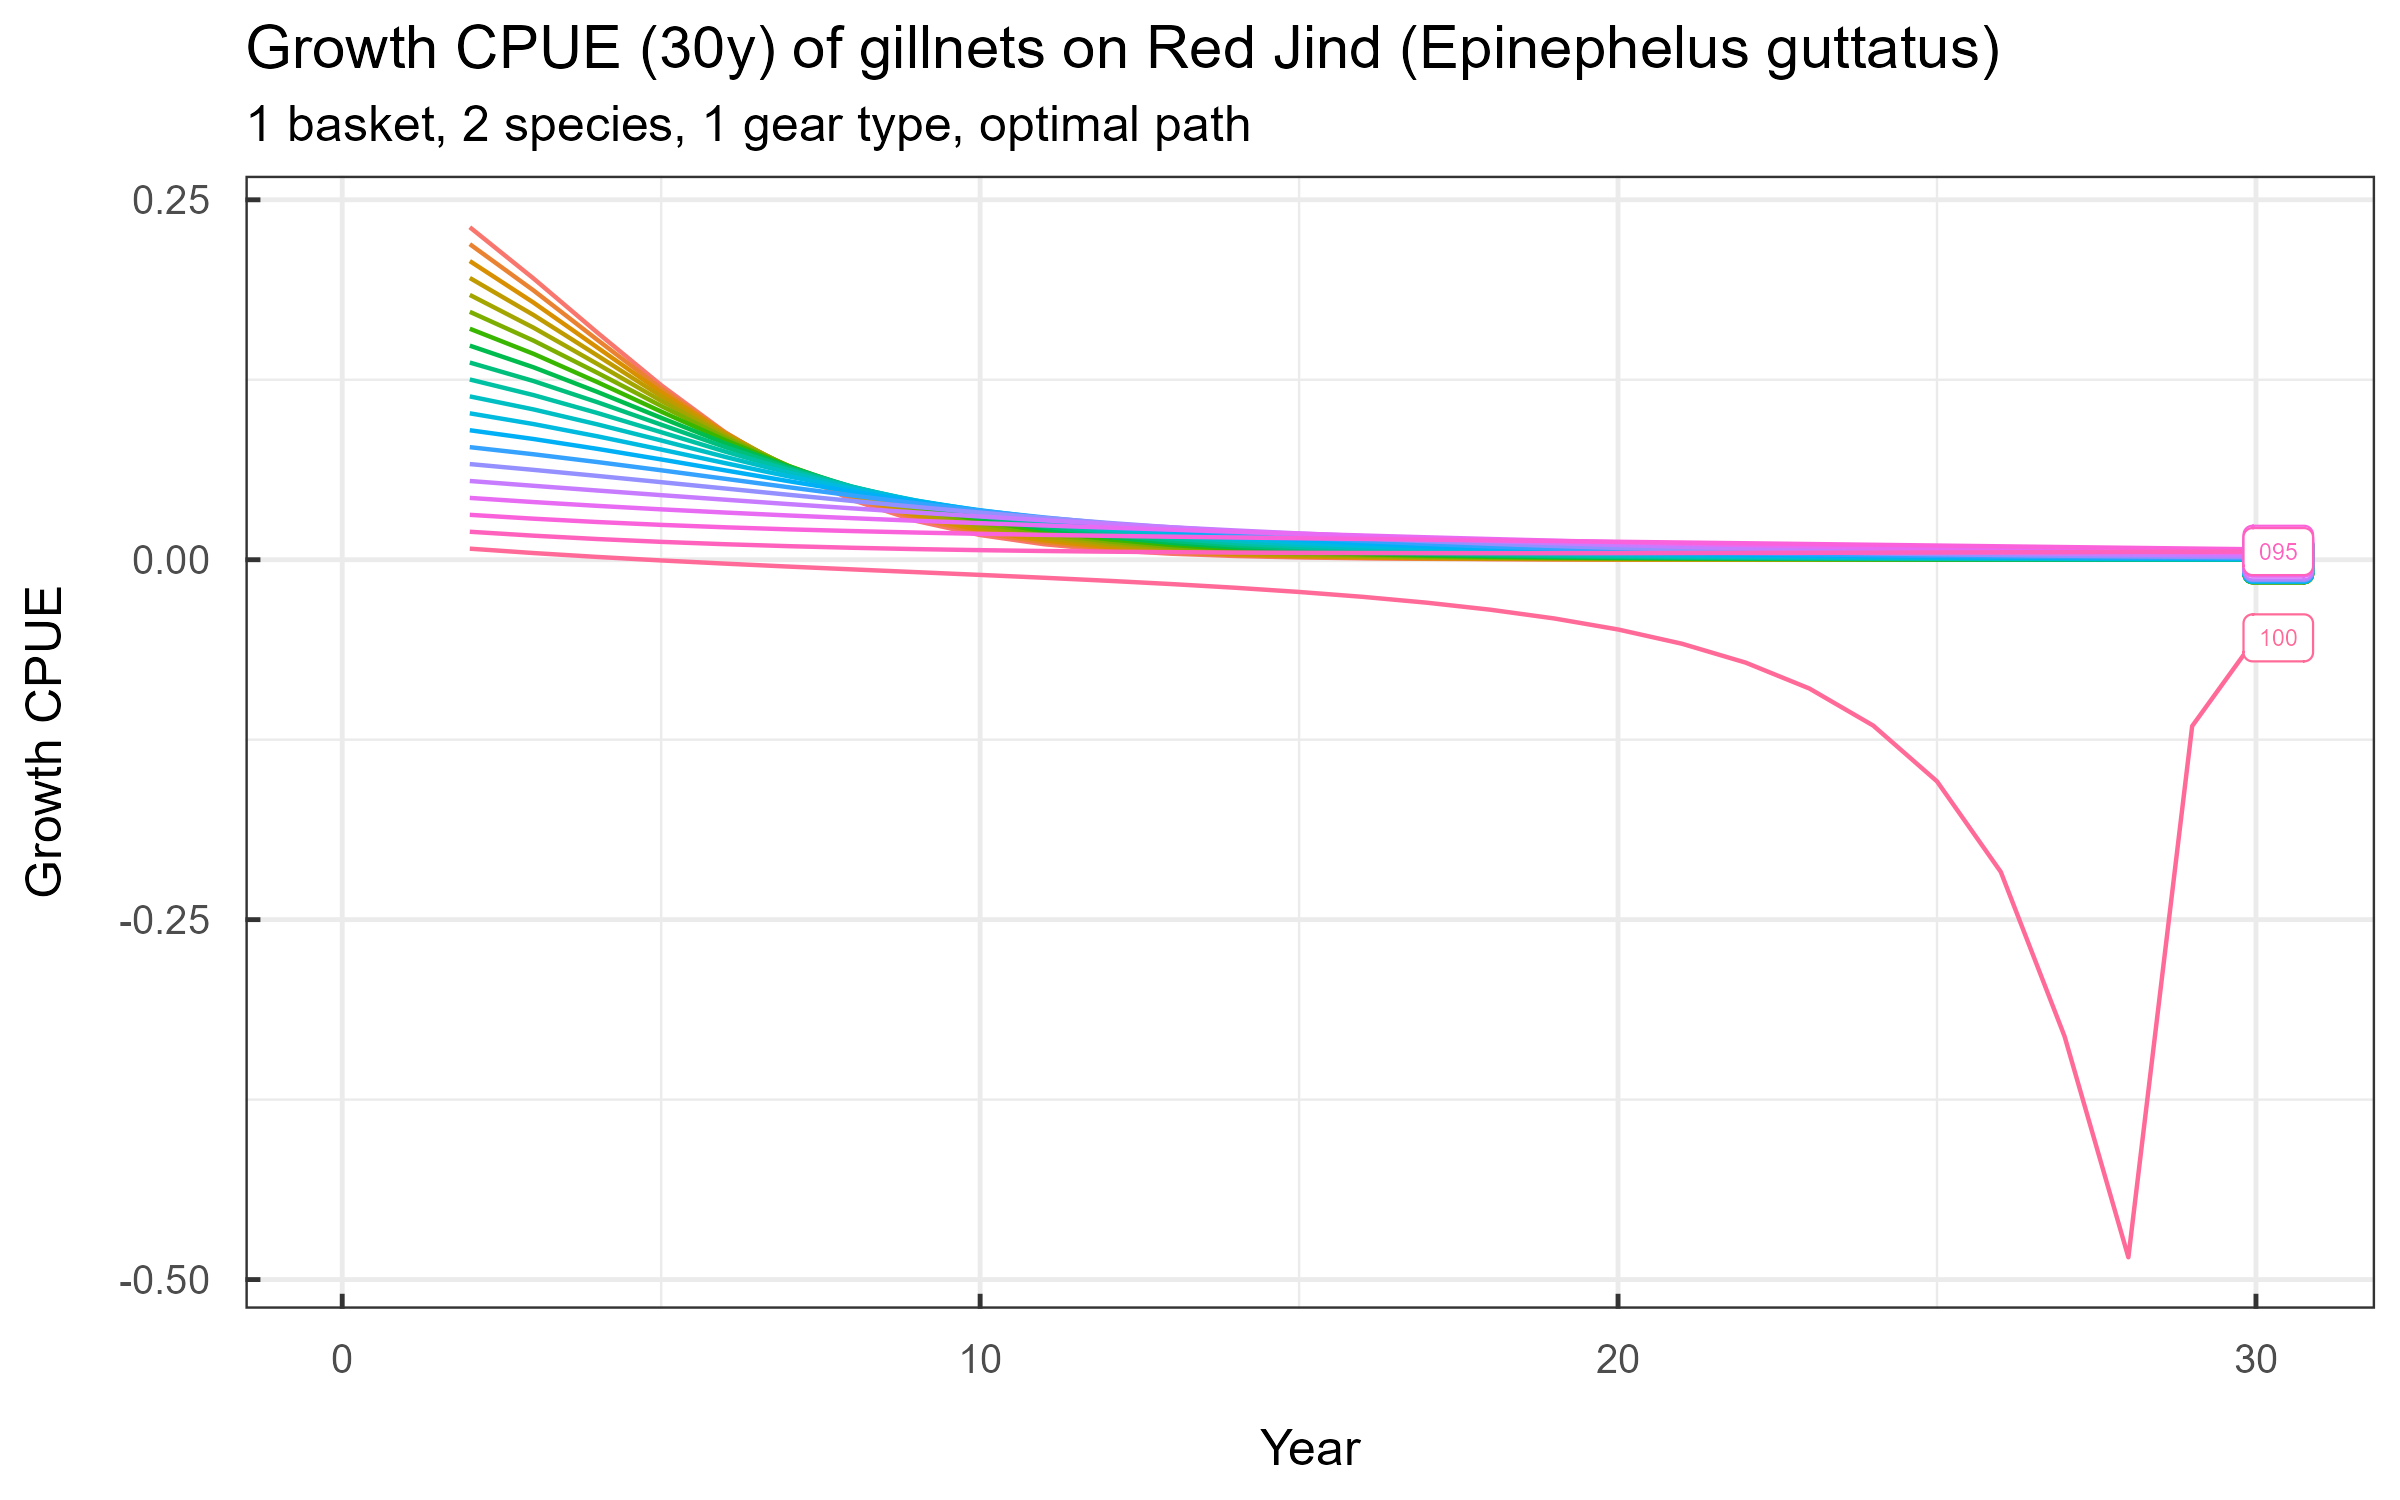 Growth CPUE (30y) of gillnets on Red Jind (Epinephelus guttatus)
1 basket, 2 species, 1 gear type, optimal path
0.25
0.00
-0.25
-0.50
Growth CPUE
095
100
0
10
20
30
Year